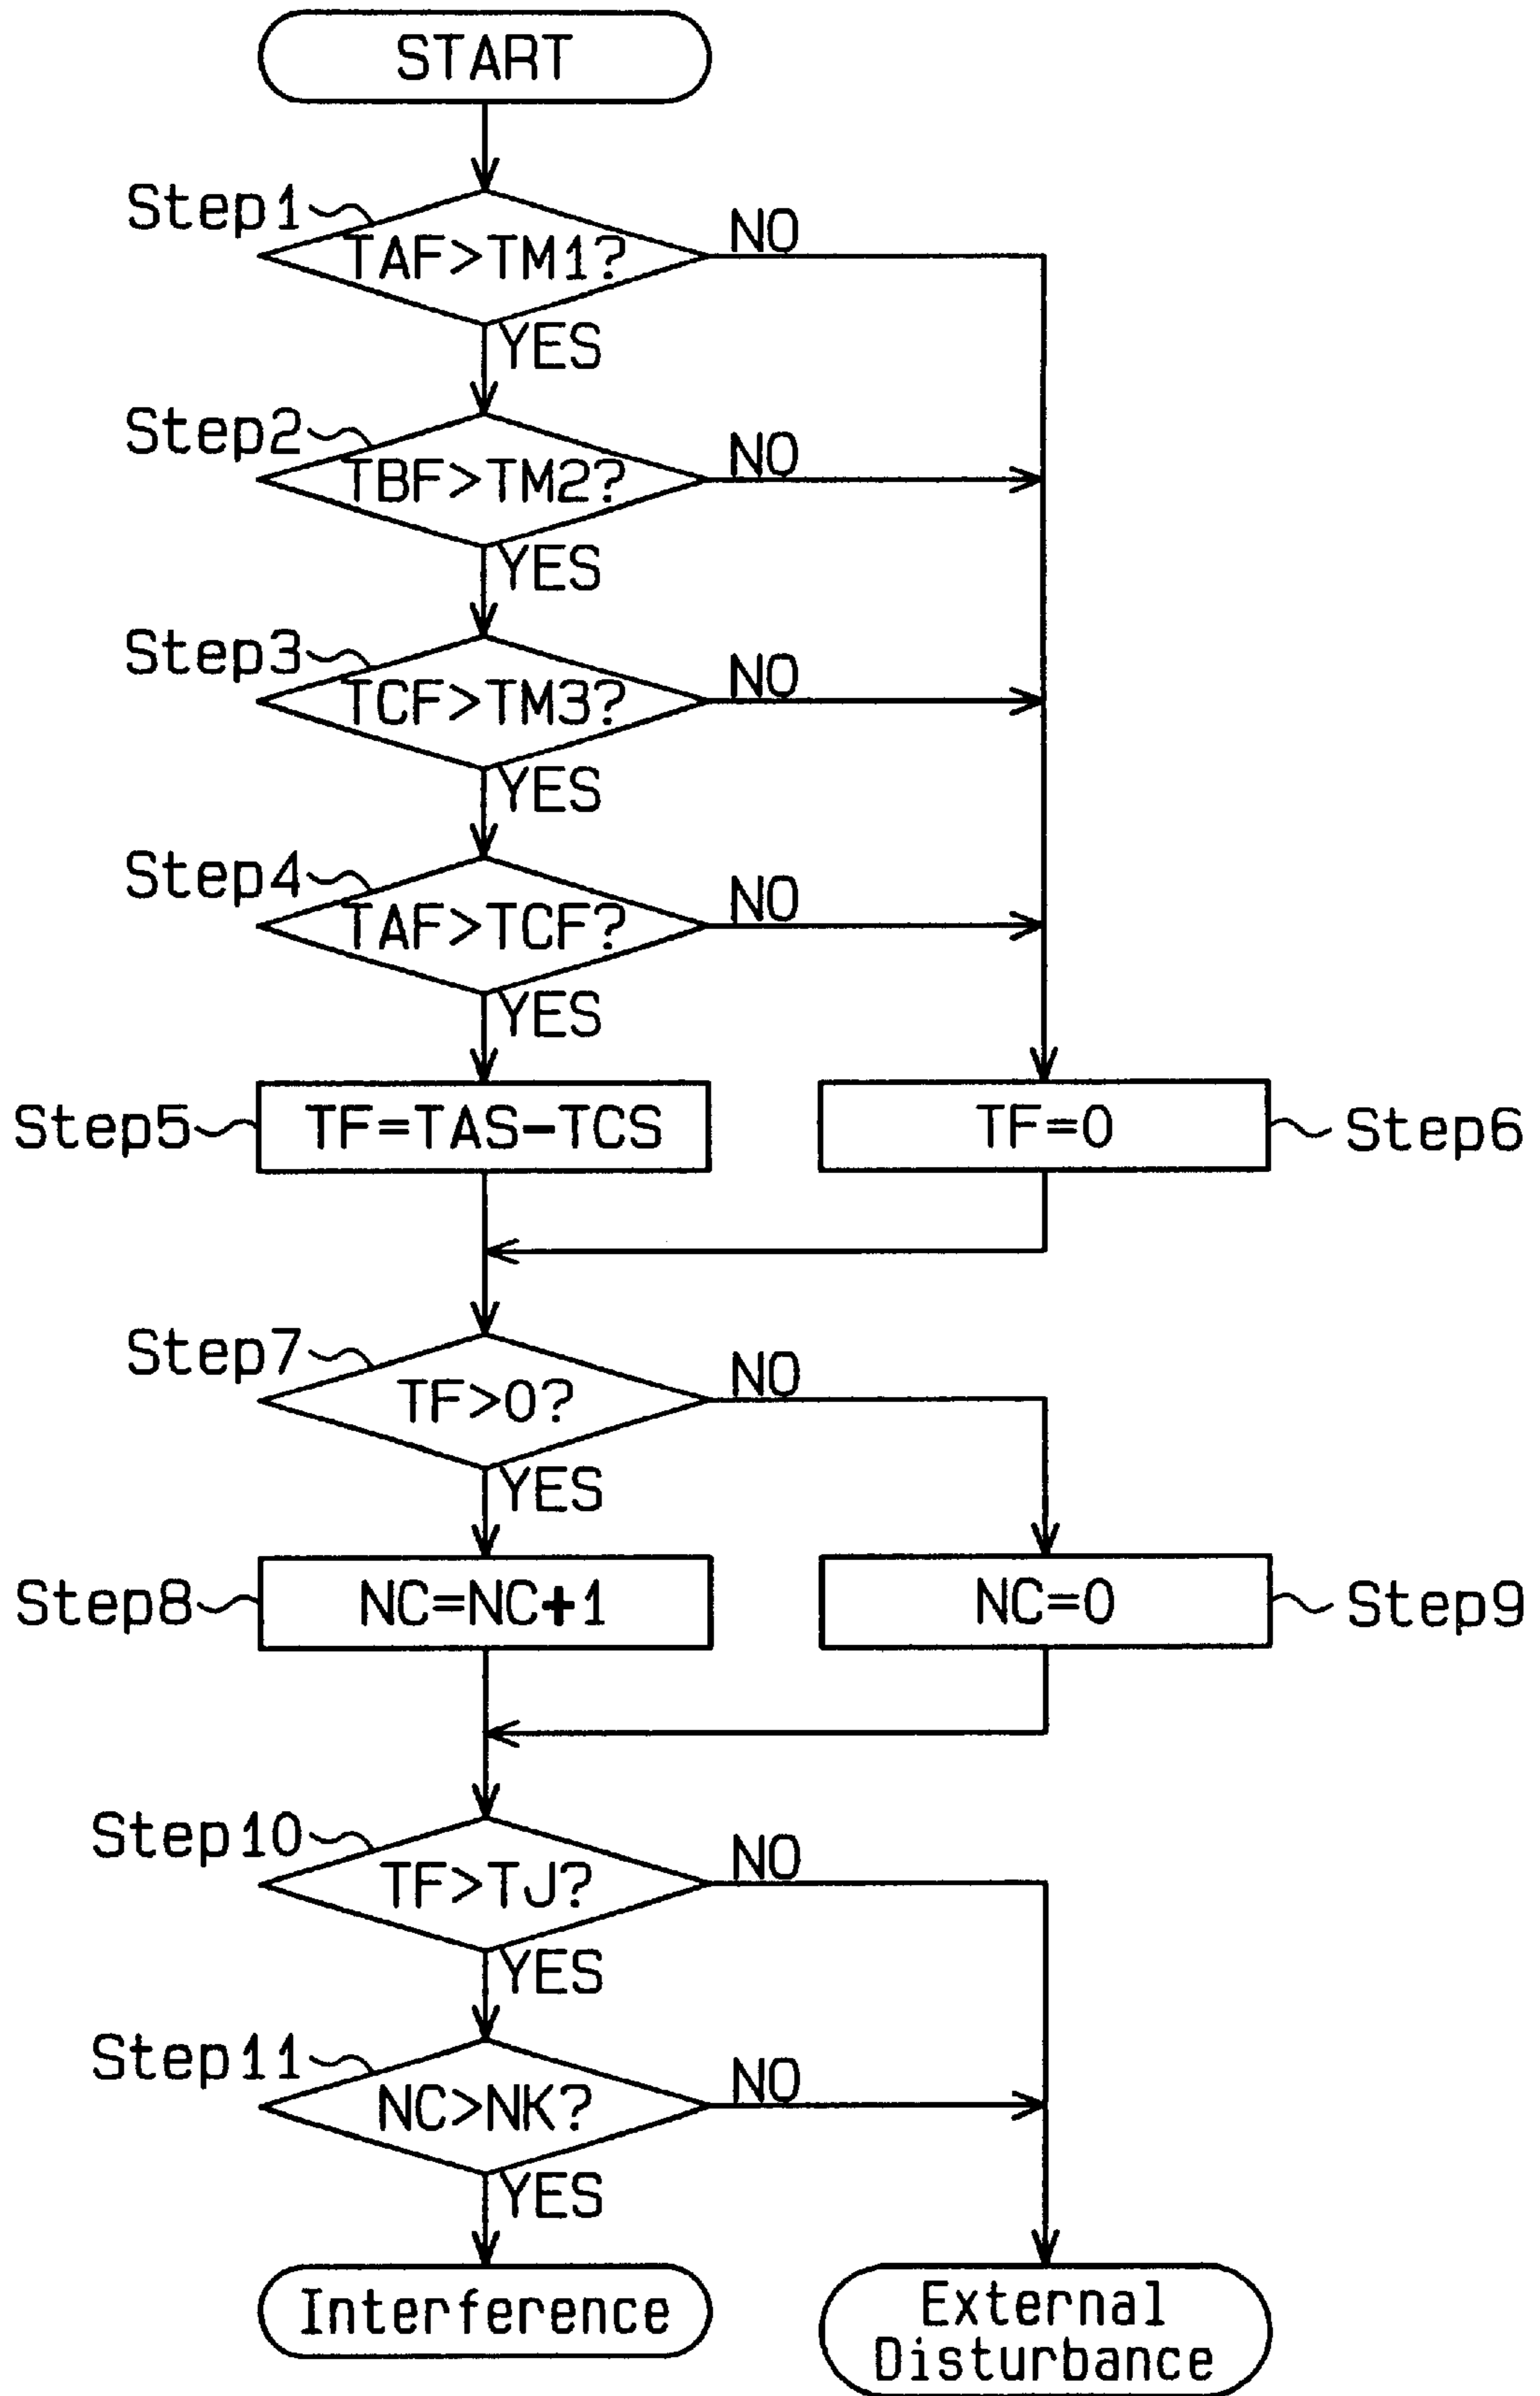 START
Step1
TAF>TM1?
NO
YES
Step2
TBF>TM2?
NO
YES
Step3
TCF>TM3?
NO
YES
Step4
TAF>TCF?
NO
YES
Step5
TF=TAS-TCS
TF=0
Step6
Step7
TF>0?
NO
YES
Step8
NC=NC+1
NC=0
Step9
Step10
TF>TJ?
NO
YES
Step11
NC>NK?
NO
YES
Interference
External
Disturbance